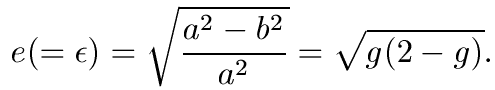 e(= ϵ) = √((a² − b²)/a²) = √(g(2 − g)).